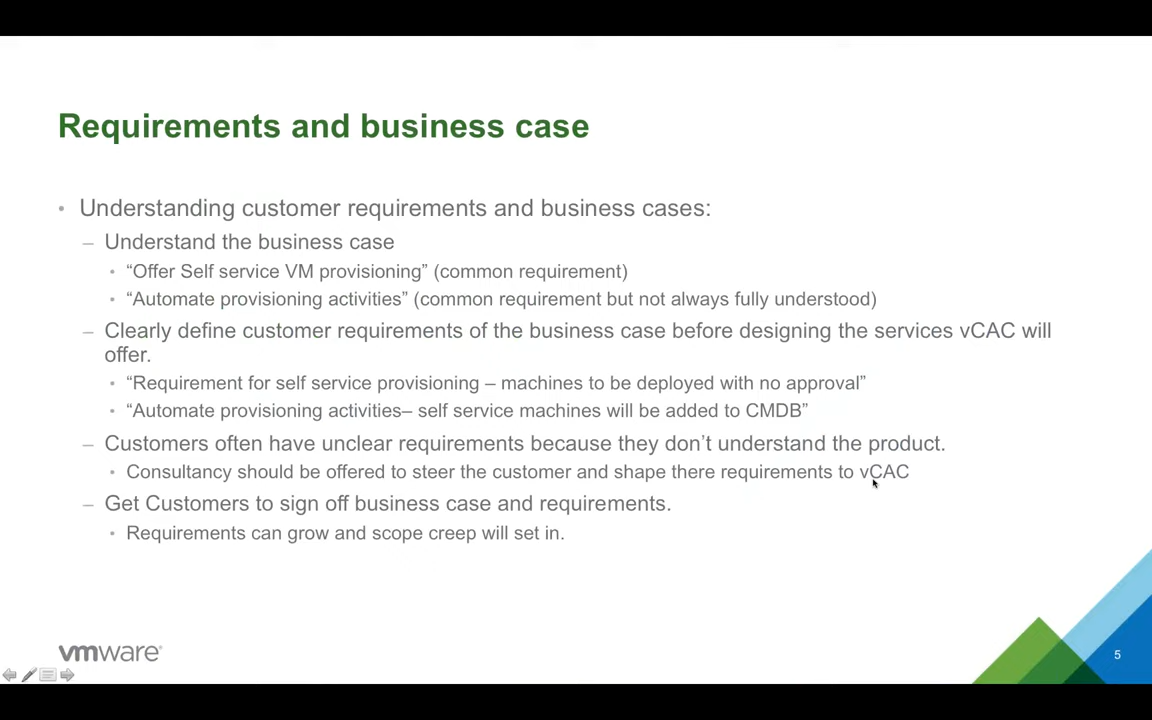 Requirements and business case
• Understanding customer requirements and business cases:
– Understand the business case
• “Offer Self service VM provisioning” (common requirement)
• “Automate provisioning activities” (common requirement but not always fully understood)
– Clearly define customer requirements of the business case before designing the services vCAC will
offer.
• “Requirement for self service provisioning – machines to be deployed with no approval”
• “Automate provisioning activities– self service machines will be added to CMDB”
– Customers often have unclear requirements because they don’t understand the product.
• Consultancy should be offered to steer the customer and shape there requirements to vCAC
– Get Customers to sign off business case and requirements.
• Requirements can grow and scope creep will set in.
vmware
5